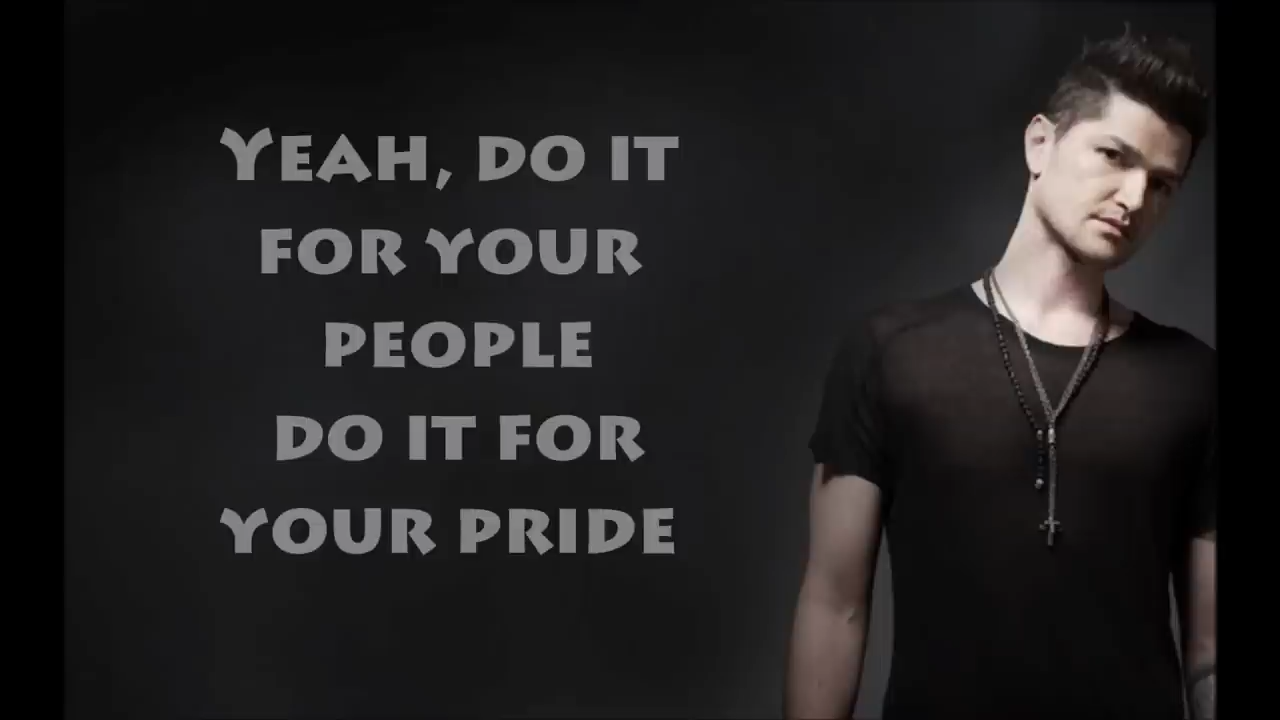 YEAH, DO IT
FOR YOUR
PEOPLE
DO IT FOR
YOUR PRIDE